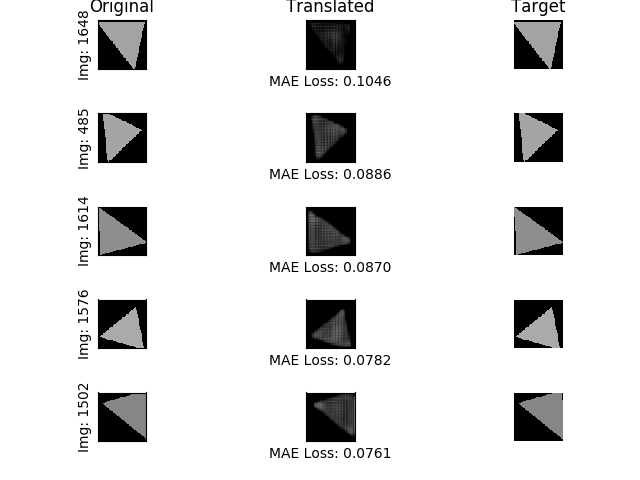 Original Translated Target
Img: 1648
MAE Loss: 0.1046
Img: 485
MAE Loss: 0.0886
Img: 1614
MAE Loss: 0.0870
Img: 1576
MAE Loss: 0.0782
Img: 1502
MAE Loss: 0.0761